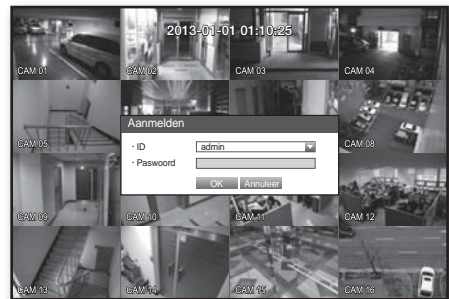 2013-01-01 01:10:25
CAM 01
CAM 02
CAM 03
CAM 04
CAM 05
Aanmelden
CAM 08
· ID admin
· Paswoord
OK Annuleer
CAM 09
CAM 10
CAM 11
CAM 12
CAM 13
CAM 14
CAM 15
CAM 16